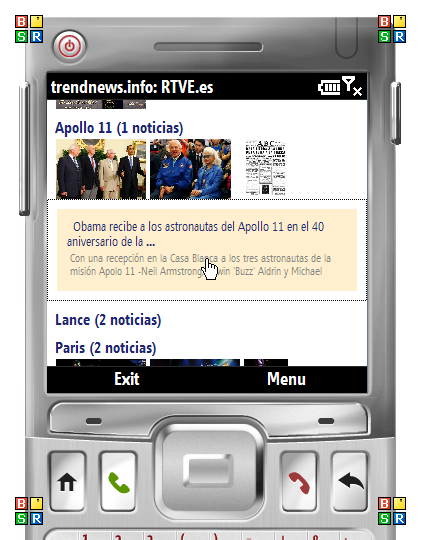 B ' B '
S R S R
trendnews.info: RTVE.es
Apollo 11 (1 noticias)
ABC
Obama recibe a los astronautas del Apollo 11 en el 40
aniversario de la ...
Con una recepción en la Casa Blanca a los tres astronautas de la
misión Apolo 11 -Neil Armstrong, 'Buzz' Aldrin y Michael
Lance (2 noticias)
Paris (2 noticias)
Exit Menu
B ' B '
S R S R